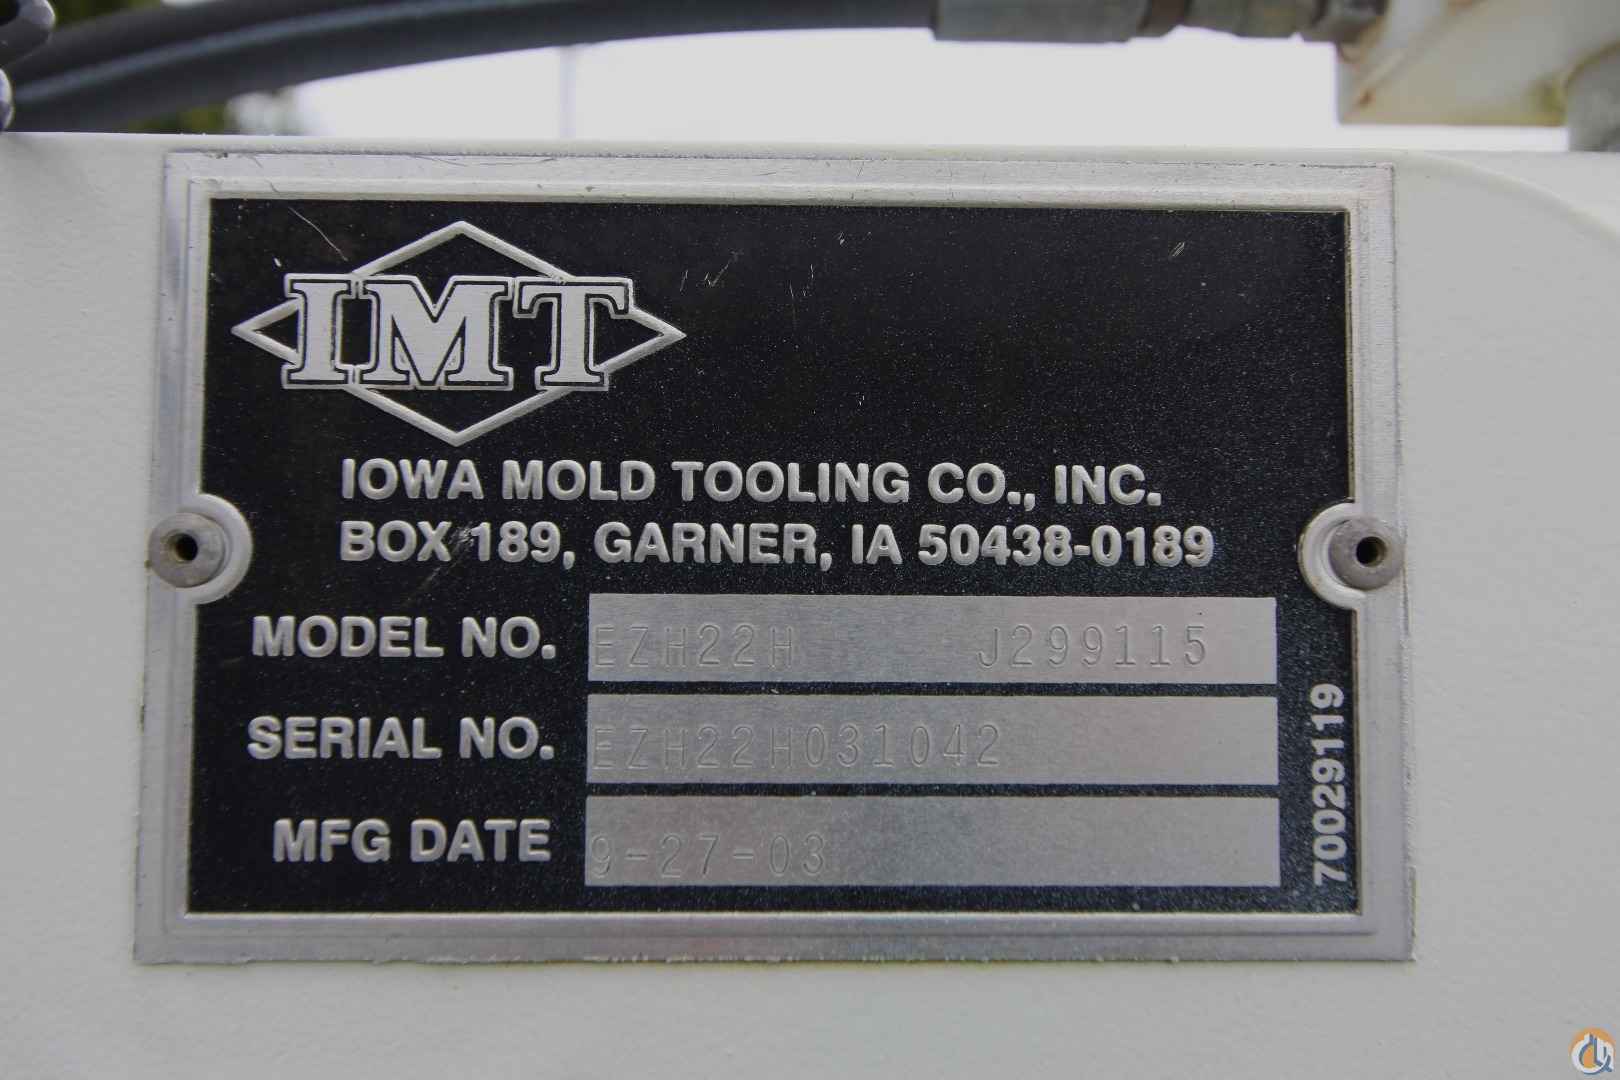 IMT
IOWA MOLD TOOLING CO., INC.
BOX 189, GARNER, IA 50438-0189
MODEL NO. EZH22H J299115
SERIAL NO. EZH22H031042
MFG DATE 9-27-03
700291119